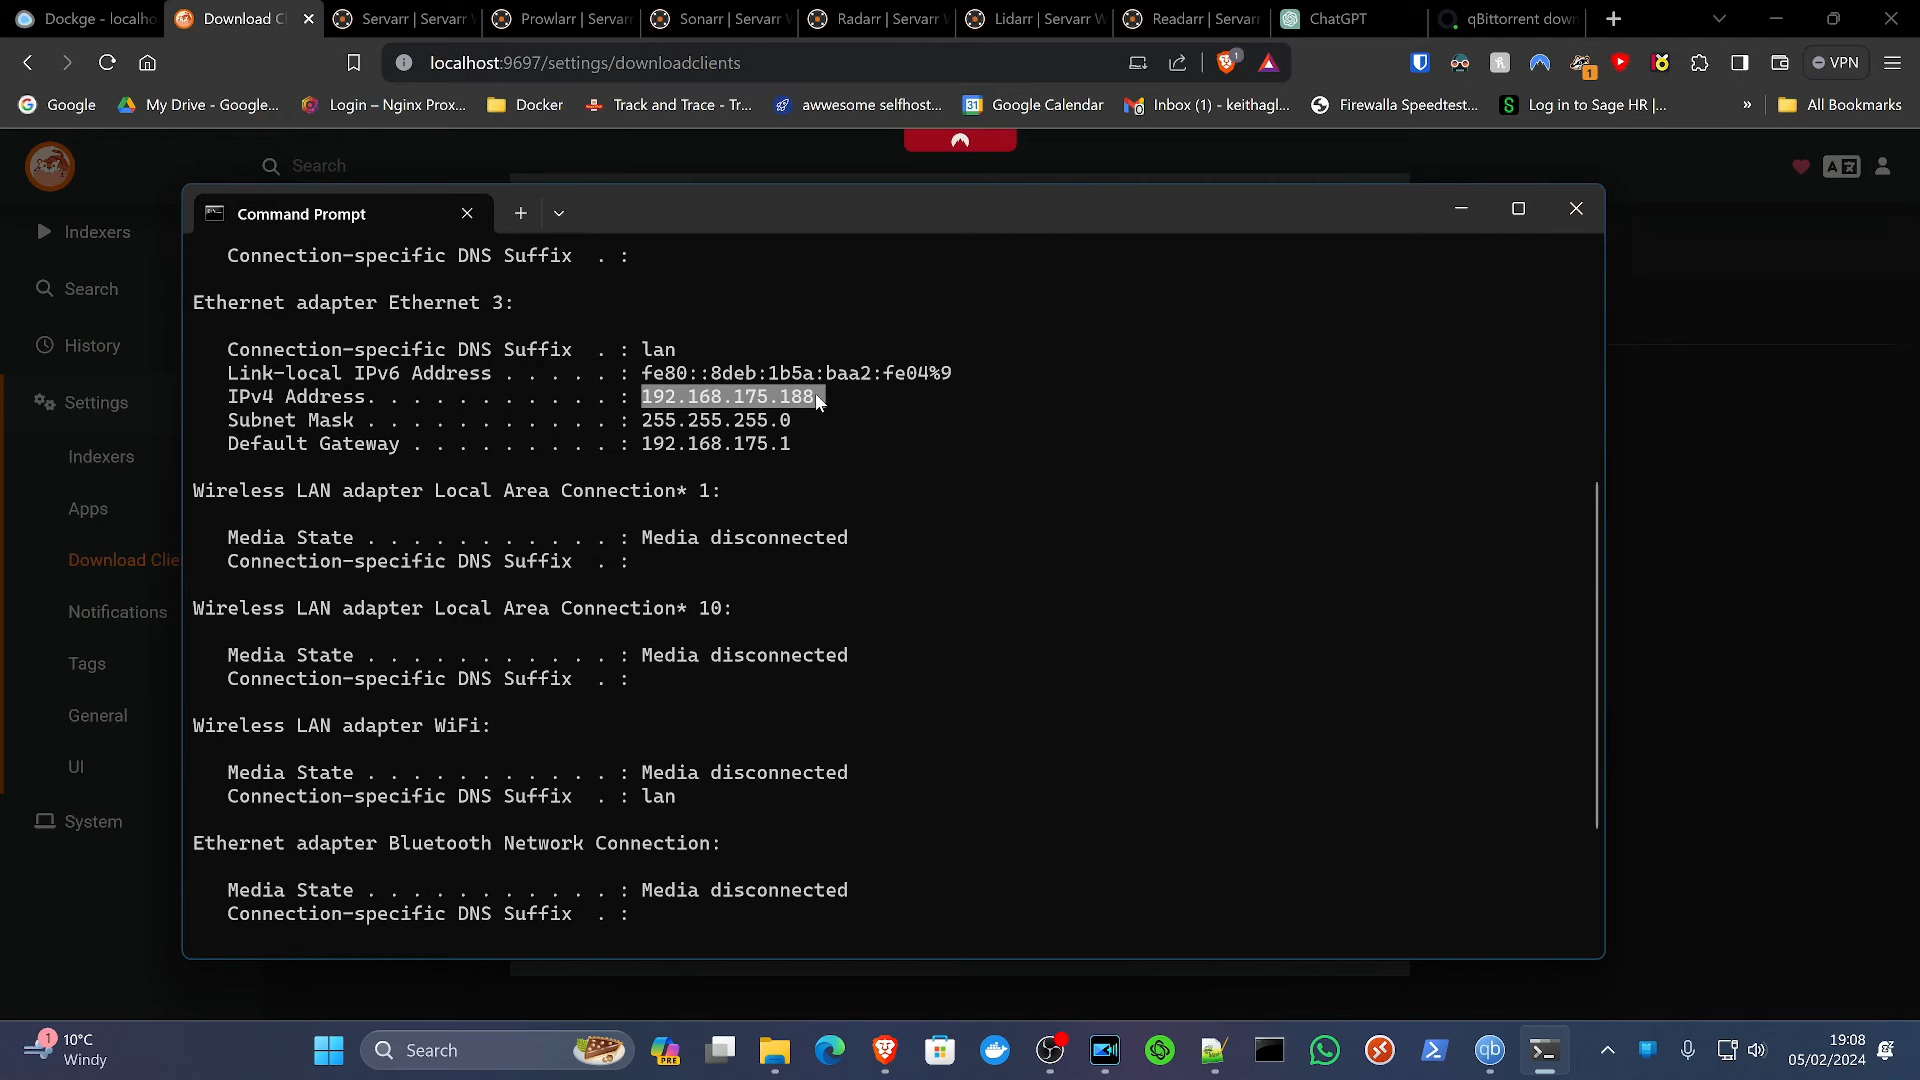 Dockge - localho
Download Cl
Servarr | Servarr
Prowlarr | Servar
Sonarr | Servarr
Radarr | Servarr
Lidarr | Servarr W
Readarr | Servarr
ChatGPT
qBittorrent down
localhost:9697/settings/downloadclients
1
1
VPN
Google
My Drive - Google...
Login – Nginx Prox...
Docker
Track and Trace - Tr...
awwesome selfhost...
31
Google Calendar
Inbox (1) - keithagl...
Firewalla Speedtest...
Log in to Sage HR |...
»
All Bookmarks
Search
Indexers
Search
History
Settings
Indexers
Apps
Download Clie
Notifications
Tags
General
UI
System
Command Prompt
Connection-specific DNS Suffix . :
Ethernet adapter Ethernet 3:
Connection-specific DNS Suffix . : lan
Link-local IPv6 Address . . . . . : fe80::8deb:1b5a:baa2:fe04%9
IPv4 Address. . . . . . . . . . . : 192.168.175.188
Subnet Mask . . . . . . . . . . . : 255.255.255.0
Default Gateway . . . . . . . . . : 192.168.175.1
Wireless LAN adapter Local Area Connection* 1:
Media State . . . . . . . . . . . : Media disconnected
Connection-specific DNS Suffix . :
Wireless LAN adapter Local Area Connection* 10:
Media State . . . . . . . . . . . : Media disconnected
Connection-specific DNS Suffix . :
Wireless LAN adapter WiFi:
Media State . . . . . . . . . . . : Media disconnected
Connection-specific DNS Suffix . : lan
Ethernet adapter Bluetooth Network Connection:
Media State . . . . . . . . . . . : Media disconnected
Connection-specific DNS Suffix . :
1
10°C
Windy
Search
PRE
qb
19:08
05/02/2024